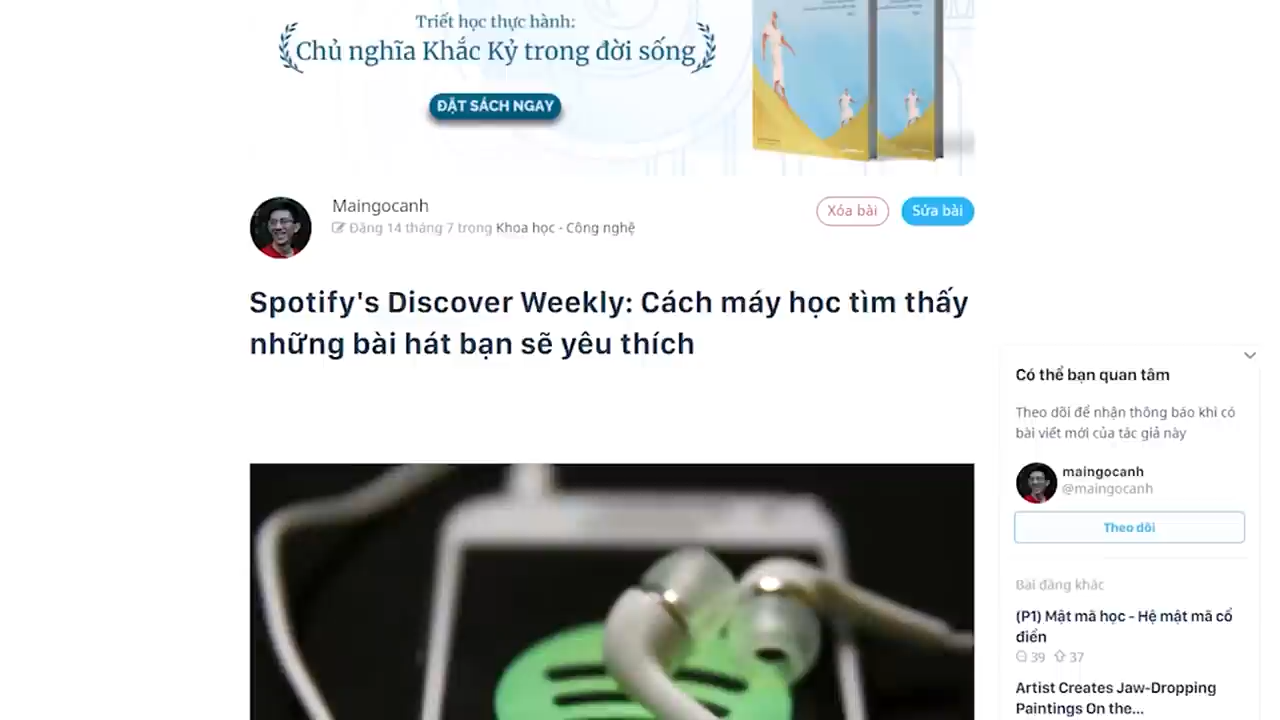 Triết học thực hành:
Chủ nghĩa Khắc Kỷ trong đời sống
ĐẶT SÁCH NGAY
Maingocanh
Đăng 14 tháng 7 trong Khoa học - Công nghệ
Xóa bài
Sửa bài
Spotify's Discover Weekly: Cách máy học tìm thấy
những bài hát bạn sẽ yêu thích
Có thể bạn quan tâm
Theo dõi để nhận thông báo khi có
bài viết mới của tác giả này
maingocanh
@maingocanh
Theo dõi
Bài đăng khác
(P1) Mật mã học - Hệ mật mã cổ
điển
39 37
Artist Creates Jaw-Dropping
Paintings On the...